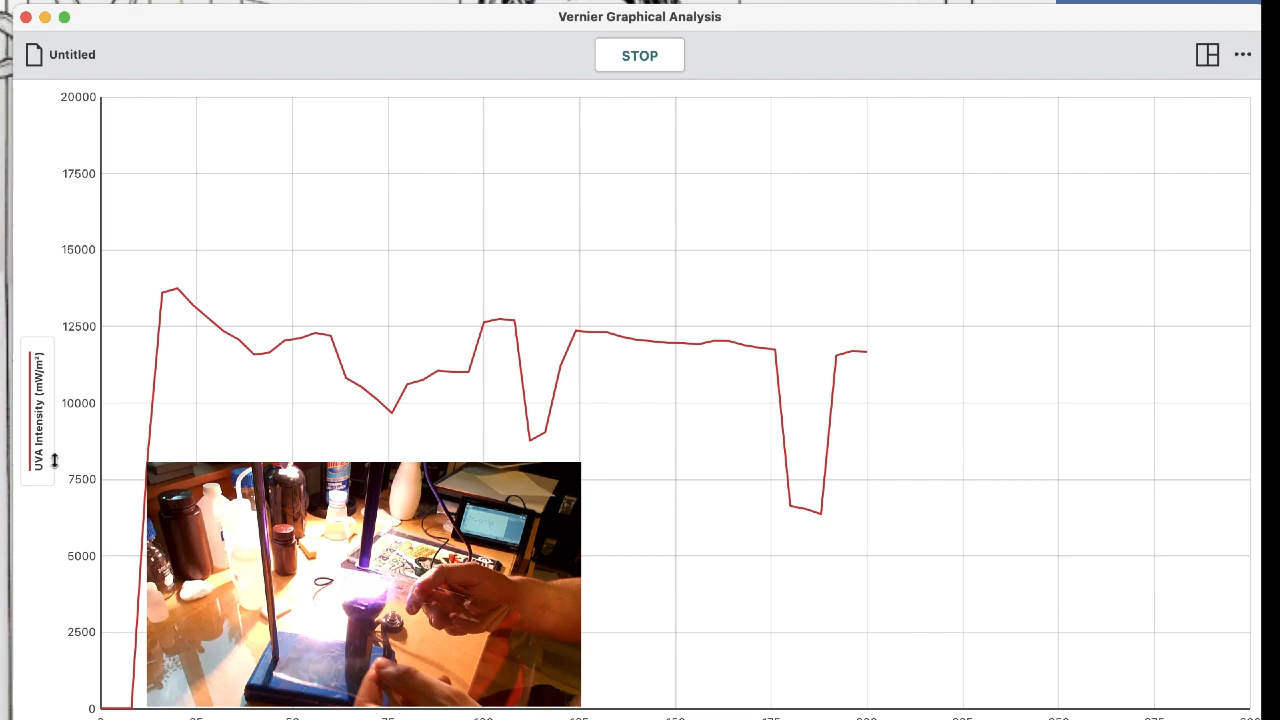 Vernier Graphical Analysis
Untitled
STOP
20000
17500
15000
12500
10000
7500
5000
2500
0
UVA Intensity (mW/m²)